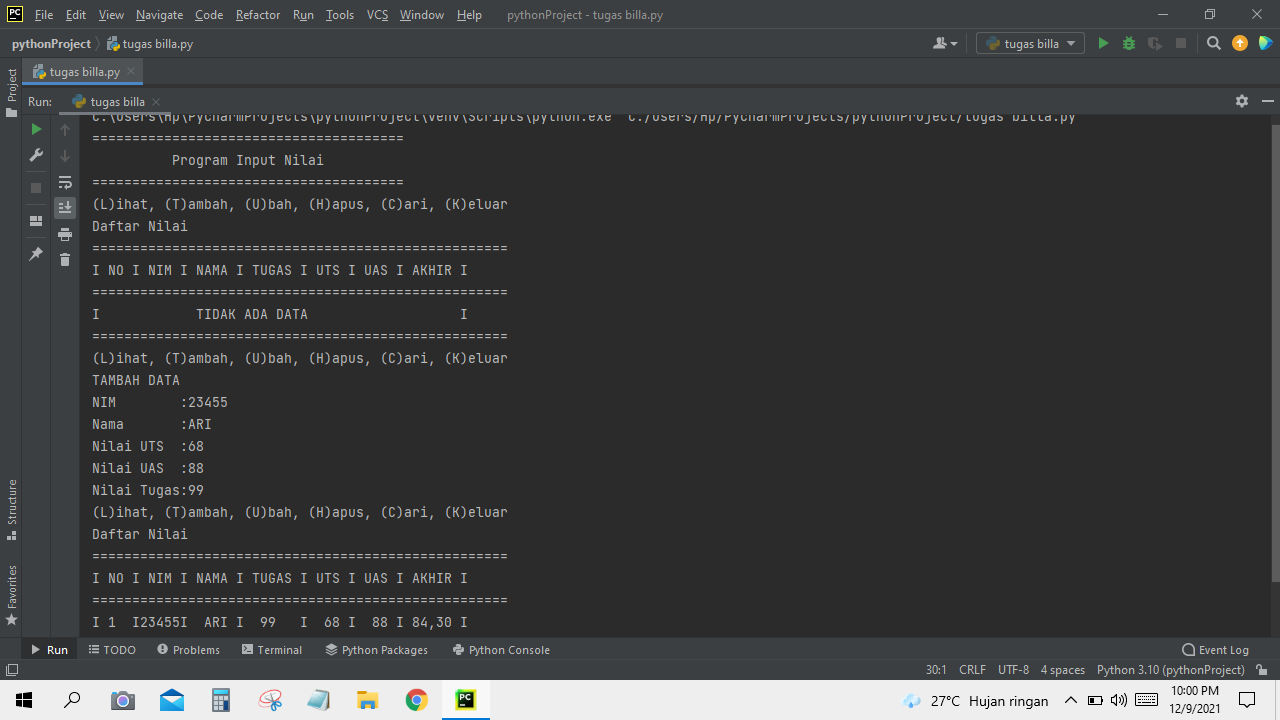 File Edit View Navigate Code Refactor Run Tools VCS Window Help pythonProject - tugas billa.py
pythonProject tugas billa.py tugas billa
tugas billa.py
Project
Run: tugas billa
C:\Users\Hp\PycharmProjects\pythonProject\venv\Scripts\python.exe "C:/Users/Hp/PycharmProjects/pythonProject/tugas billa.py"
=======================================
Program Input Nilai
=======================================
(L)ihat, (T)ambah, (U)bah, (H)apus, (C)ari, (K)eluar
Daftar Nilai
====================================================
I NO I NIM I NAMA I TUGAS I UTS I UAS I AKHIR I
====================================================
I TIDAK ADA DATA I
====================================================
(L)ihat, (T)ambah, (U)bah, (H)apus, (C)ari, (K)eluar
TAMBAH DATA
NIM :23455
Nama :ARI
Nilai UTS :68
Nilai UAS :88
Nilai Tugas:99
(L)ihat, (T)ambah, (U)bah, (H)apus, (C)ari, (K)eluar
Daftar Nilai
====================================================
I NO I NIM I NAMA I TUGAS I UTS I UAS I AKHIR I
====================================================
I 1 I23455I ARI I 99 I 68 I 88 I 84,30 I
Structure
Favorites
Run TODO Problems Terminal Python Packages Python Console Event Log
30:1 CRLF UTF-8 4 spaces Python 3.10 (pythonProject)
27°C Hujan ringan 10:00 PM
12/9/2021